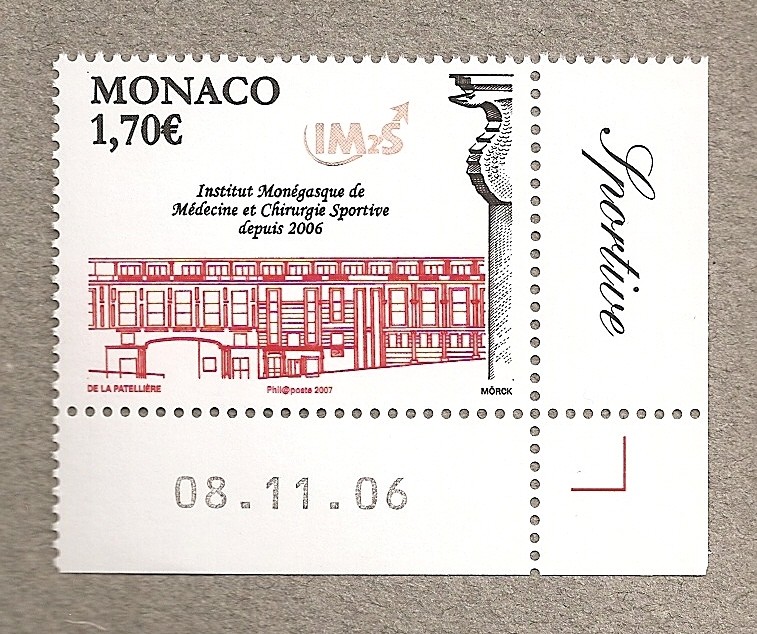 MONACO
1,70€
IM2S
Institut Monégasque de
Médecine et Chirurgie Sportive
depuis 2006
DE LA PATELLIÈRE
Phil@poste 2007
MÖRCK
Sportive
08.11.06